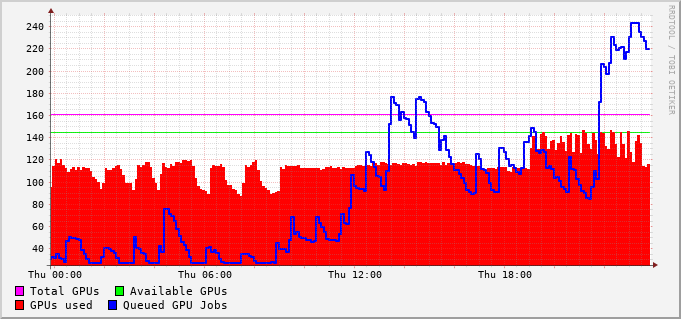 RRDTOOL / TOBI OETIKER
240
220
200
180
160
140
120
100
80
60
40
Thu 00:00 Thu 06:00 Thu 12:00 Thu 18:00
Total GPUs Available GPUs
GPUs used Queued GPU Jobs